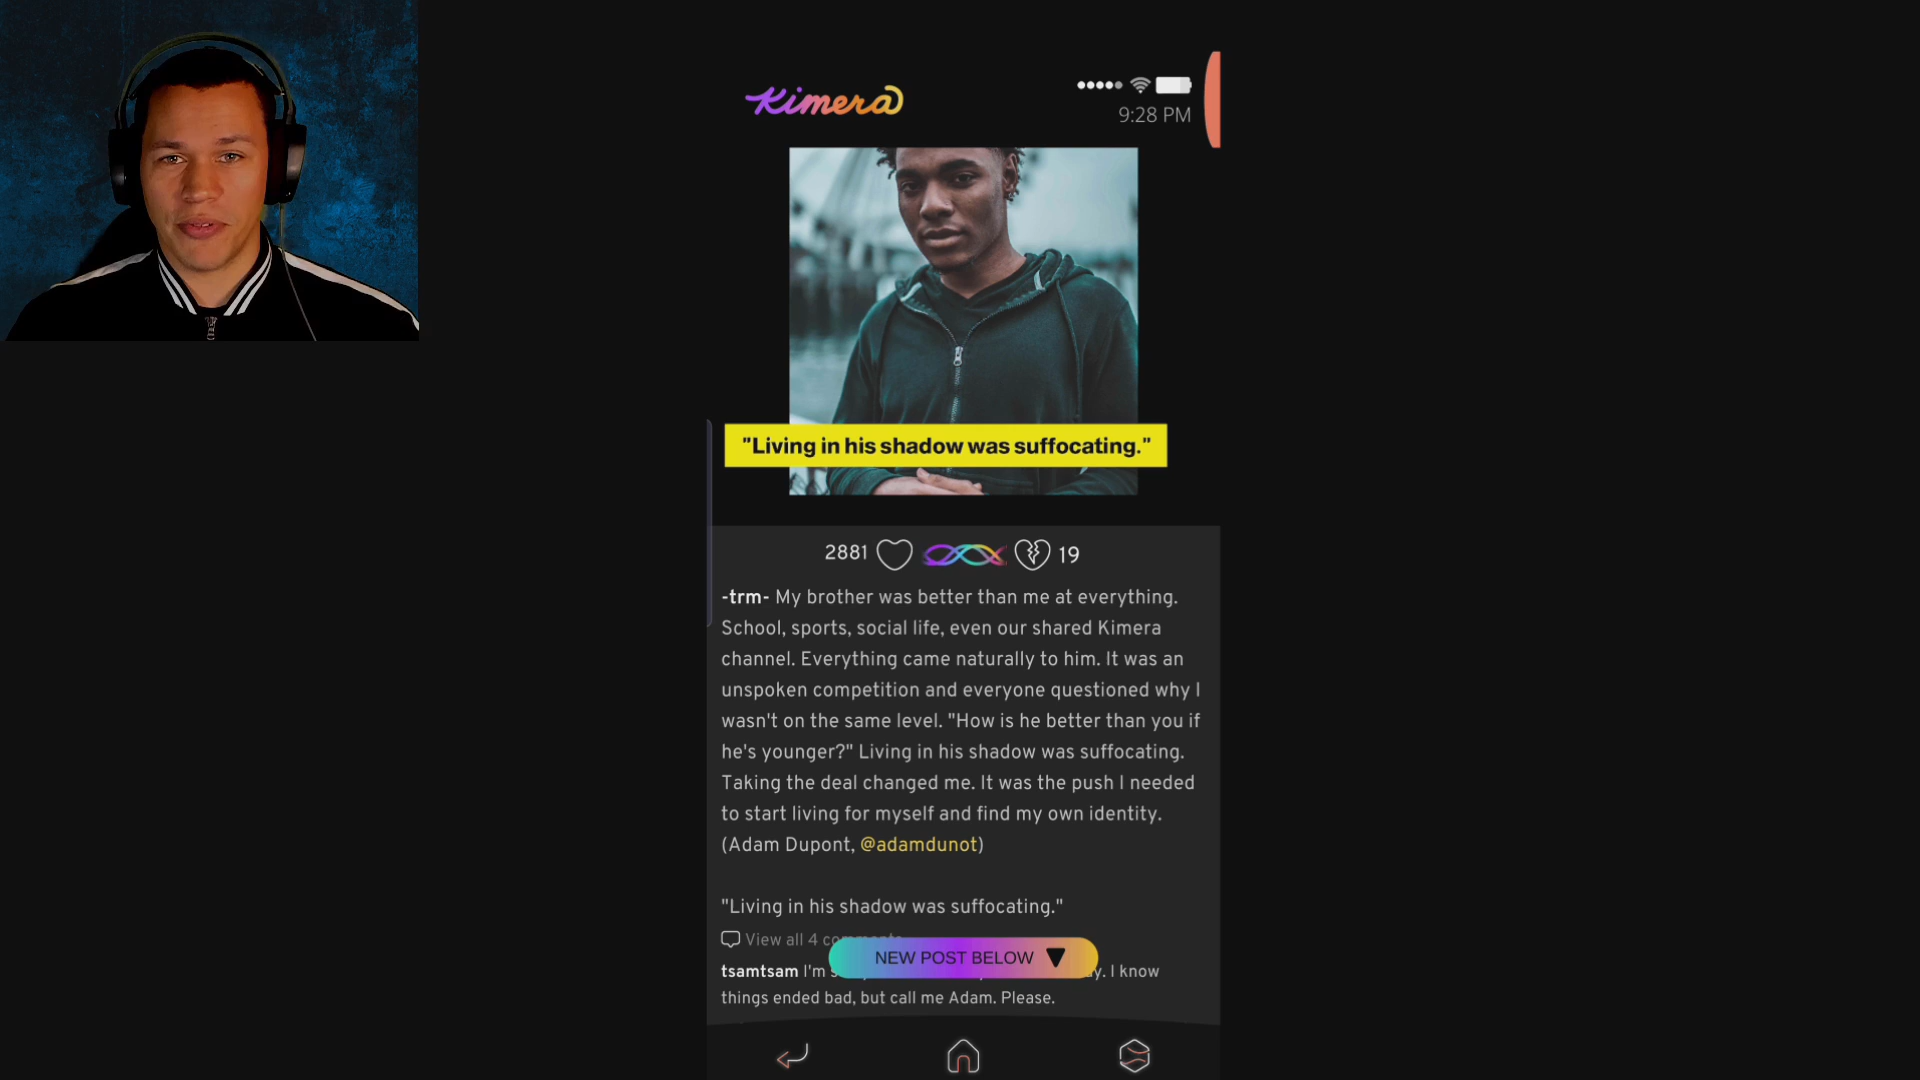 Kimera
9:28 PM
"Living in his shadow was suffocating."
2881
19
-trm- My brother was better than me at everything.
School, sports, social life, even our shared Kimera
channel. Everything came naturally to him. It was an
unspoken competition and everyone questioned why I
wasn't on the same level. "How is he better than you if
he's younger?" Living in his shadow was suffocating.
Taking the deal changed me. It was the push I needed
to start living for myself and find my own identity.
(Adam Dupont, @adamdunot)
"Living in his shadow was suffocating."
View all 4 comments
NEW POST BELOW
tsamtsam I'm y. I know
things ended bad, but call me Adam. Please.